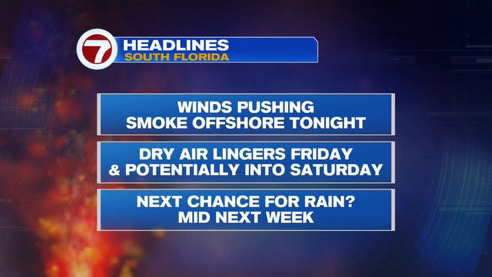 7 HEADLINES
SOUTH FLORIDA
WINDS PUSHING
SMOKE OFFSHORE TONIGHT
DRY AIR LINGERS FRIDAY
& POTENTIALLY INTO SATURDAY
NEXT CHANCE FOR RAIN?
MID NEXT WEEK